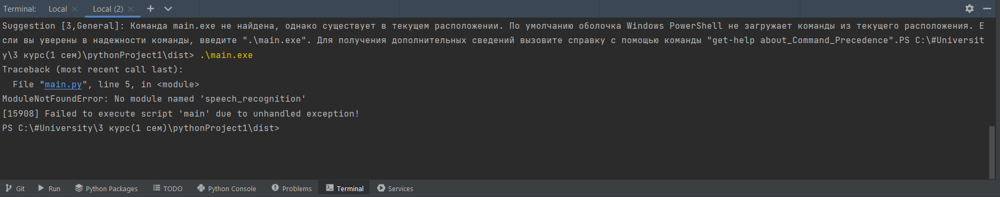 Terminal: Local × Local (2) × +
Suggestion [3,General]: Команда main.exe не найдена, однако существует в текущем расположении. По умолчанию оболочка Windows PowerShell не загружает команды из текущего расположения. Е
сли вы уверены в надежности команды, введите ".\main.exe". Для получения дополнительных сведений вызовите справку с помощью команды "get-help about_Command_Precedence".PS C:\#Universit
y\3 курс(1 сем)\pythonProject1\dist> .\main.exe
Traceback (most recent call last):
  File "main.py", line 5, in <module>
ModuleNotFoundError: No module named 'speech_recognition'
[15908] Failed to execute script 'main' due to unhandled exception!
PS C:\#University\3 курс(1 сем)\pythonProject1\dist>
Git Run Python Packages TODO Python Console Problems Terminal Services